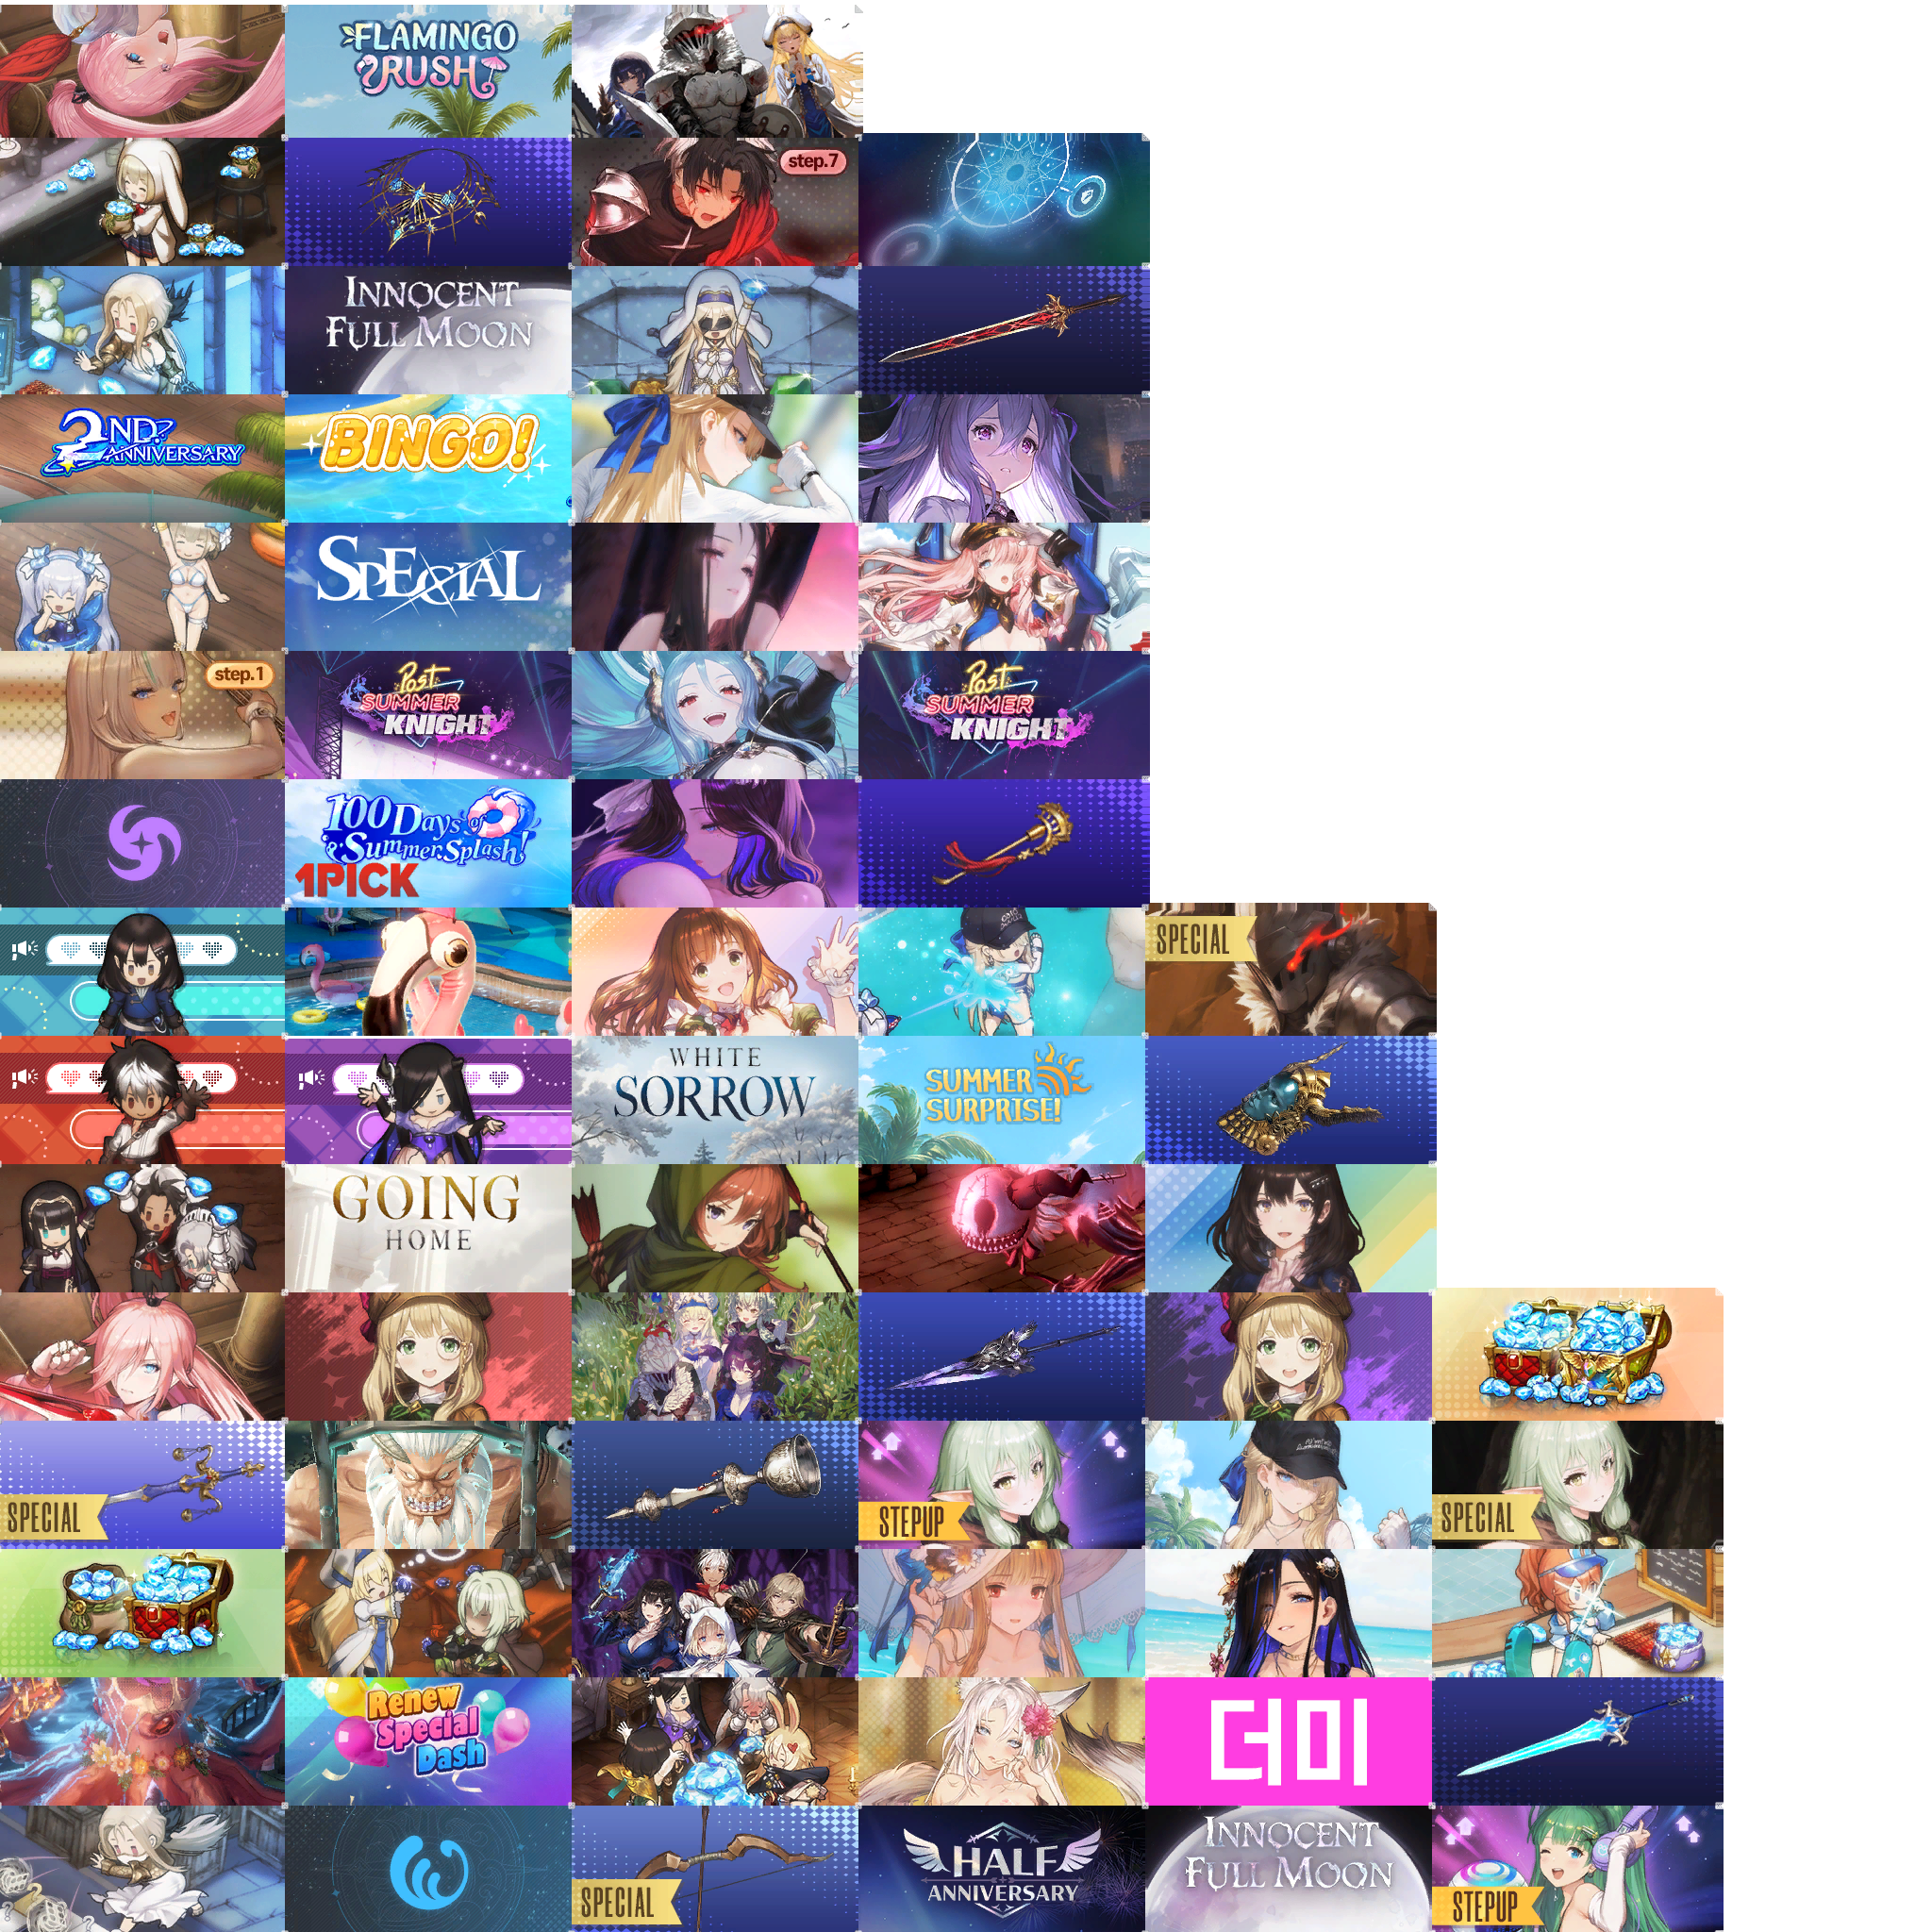 FLAMINGO
RUSH
step.7
INNOCENT
FULL MOON
2ND
ANNIVERSARY
BINGO!
SPECIAL
step.1
Post
SUMMER
KNIGHT
Post
SUMMER
KNIGHT
100 Days of
Summer Splash!
1PICK
SPECIAL
WHITE
SORROW
SUMMER
SURPRISE!
GOING
HOME
SPECIAL
STEPUP
SPECIAL
Renew
Special
Dash
더미
SPECIAL
HALF
ANNIVERSARY
INNOCENT
FULL MOON
STEPUP